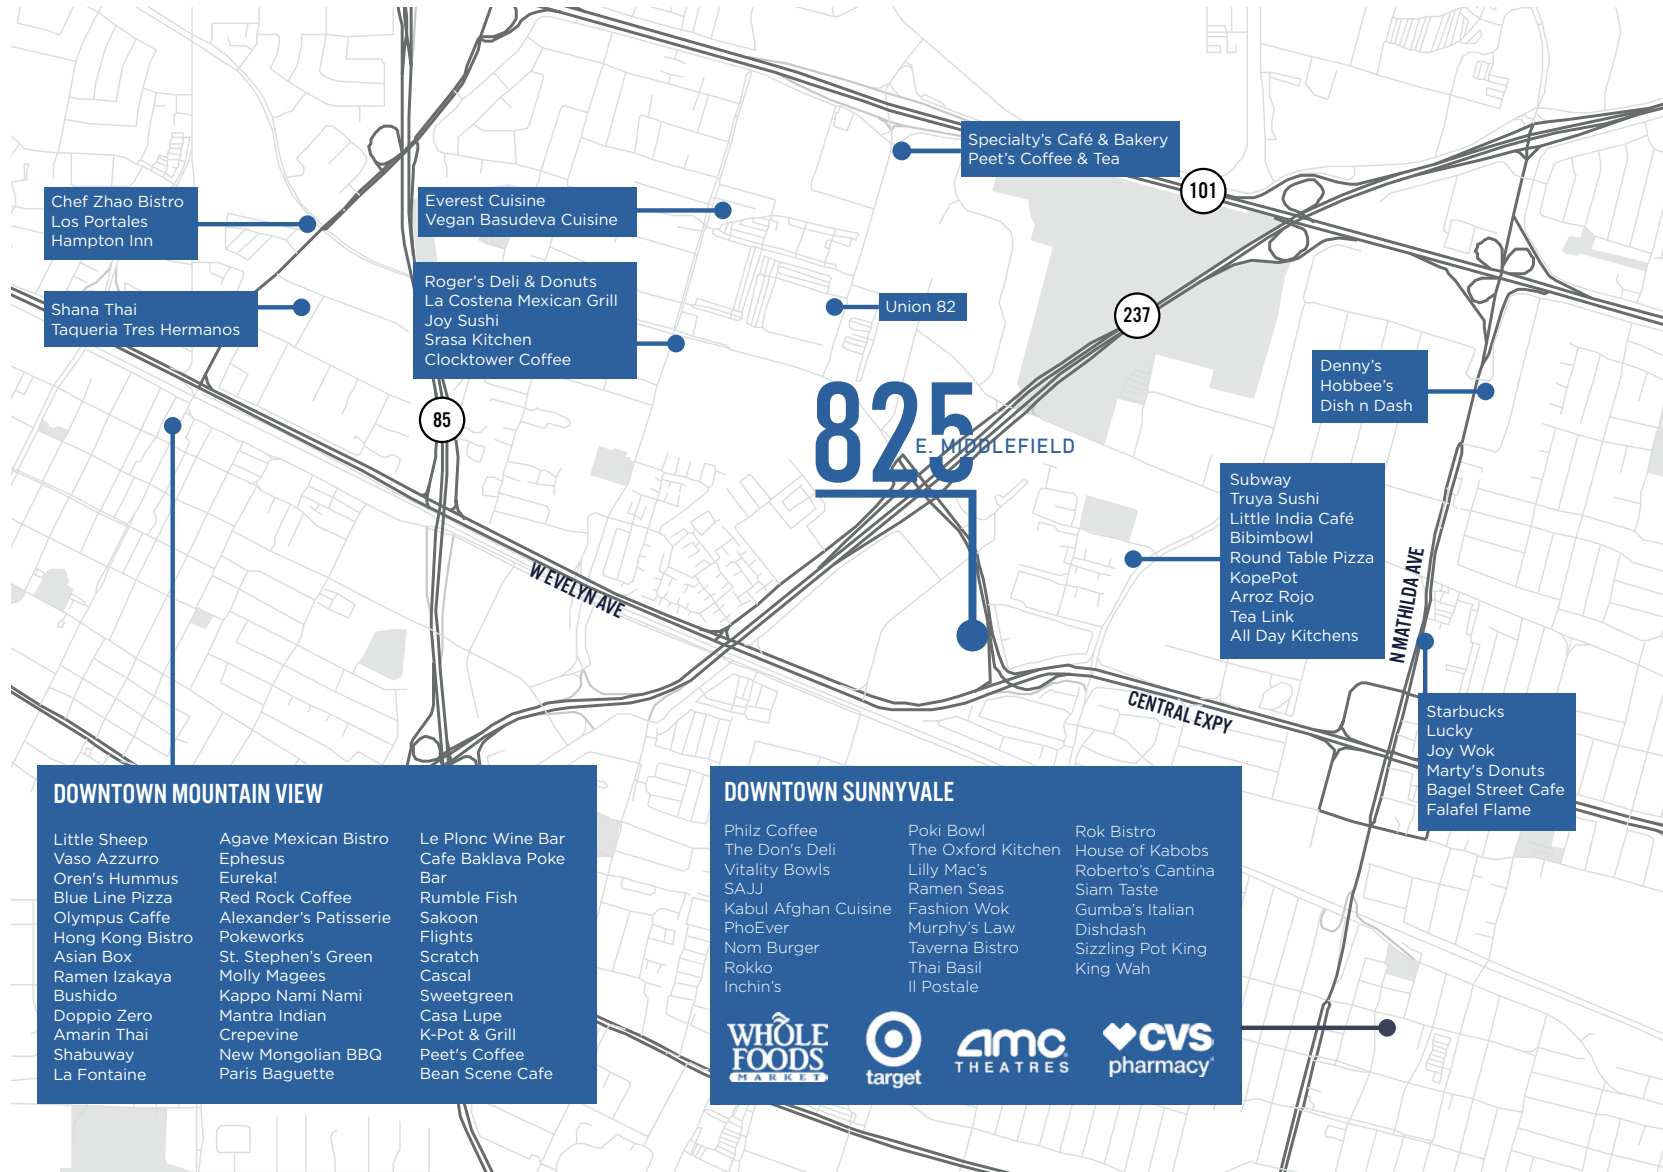 Specialty's Café & Bakery
Peet's Coffee & Tea
101
Chef Zhao Bistro
Los Portales
Hampton Inn
Everest Cuisine
Vegan Basudeva Cuisine
Roger's Deli & Donuts
La Costena Mexican Grill
Joy Sushi
Srasa Kitchen
Clocktower Coffee
Shana Thai
Taqueria Tres Hermanos
Union 82
237
Denny's
Hobbee's
Dish n Dash
85
825
E. MIDDLEFIELD
Subway
Truya Sushi
Little India Café
Bibimbowl
Round Table Pizza
KopePot
Arroz Rojo
Tea Link
All Day Kitchens
W EVELYN AVE
N MATHILDA AVE
CENTRAL EXPY
Starbucks
Lucky
Joy Wok
Marty's Donuts
Bagel Street Cafe
Falafel Flame
DOWNTOWN MOUNTAIN VIEW
Little Sheep
Vaso Azzurro
Oren's Hummus
Blue Line Pizza
Olympus Caffe
Hong Kong Bistro
Asian Box
Ramen Izakaya
Bushido
Doppio Zero
Amarin Thai
Shabuway
La Fontaine
Agave Mexican Bistro
Ephesus
Eureka!
Red Rock Coffee
Alexander's Patisserie
Pokeworks
St. Stephen's Green
Molly Magees
Kappo Nami Nami
Mantra Indian
Crepevine
New Mongolian BBQ
Paris Baguette
Le Plonc Wine Bar
Cafe Baklava Poke
Bar
Rumble Fish
Sakoon
Flights
Scratch
Cascal
Sweetgreen
Casa Lupe
K-Pot & Grill
Peet's Coffee
Bean Scene Cafe
DOWNTOWN SUNNYVALE
Philz Coffee
The Don's Deli
Vitality Bowls
SAJJ
Kabul Afghan Cuisine
PhoEver
Nom Burger
Rokko
Inchin's
Poki Bowl
The Oxford Kitchen
Lilly Mac's
Ramen Seas
Fashion Wok
Murphy's Law
Taverna Bistro
Thai Basil
Il Postale
Rok Bistro
House of Kabobs
Roberto's Cantina
Siam Taste
Gumba's Italian
Dishdash
Sizzling Pot King
King Wah
WHOLE
FOODS
MARKET
target
amc
THEATRES
CVS
pharmacy